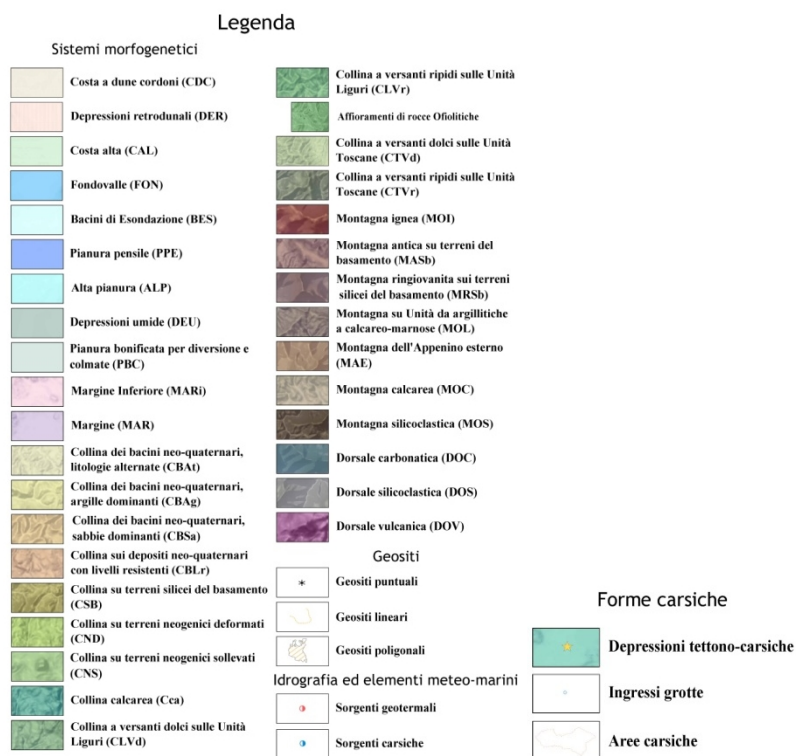 Legenda
Sistemi morfogenetici
Costa a dune cordoni (CDC)
Depressioni retrodunali (DER)
Costa alta (CAL)
Fondovalle (FON)
Bacini di Esondazione (BES)
Pianura pensile (PPE)
Alta pianura (ALP)
Depressioni umide (DEU)
Pianura bonificata per diversione e
colmate (PBC)
Margine Inferiore (MARi)
Margine (MAR)
Collina dei bacini neo-quaternari,
litologie alternate (CBAt)
Collina dei bacini neo-quaternari,
argille dominanti (CBAg)
Collina dei bacini neo-quaternari,
sabbie dominanti (CBSa)
Collina sui depositi neo-quaternari
con livelli resistenti (CBLr)
Collina su terreni silicei del basamento
(CSB)
Collina su terreni neogenici deformati
(CND)
Collina su terreni neogenici sollevati
(CNS)
Collina calcarea (Cca)
Collina a versanti dolci sulle Unità
Liguri (CLVd)
Collina a versanti ripidi sulle Unità
Liguri (CLVr)
Affioramenti di rocce Ofiolitiche
Collina a versanti dolci sulle Unità
Toscane (CTVd)
Collina a versanti ripidi sulle Unità
Toscane (CTVr)
Montagna ignea (MOI)
Montagna antica su terreni del
basamento (MASb)
Montagna ringiovanita sui terreni
silicei del basamento (MRSb)
Montagna su Unità da argillitiche
a calcareo-marnose (MOL)
Montagna dell'Appenino esterno
(MAE)
Montagna calcarea (MOC)
Montagna silicoclastica (MOS)
Dorsale carbonatica (DOC)
Dorsale silicoclastica (DOS)
Dorsale vulcanica (DOV)
Geositi
Geositi puntuali
Geositi lineari
Geositi poligonali
Idrografia ed elementi meteo-marini
Sorgenti geotermali
Sorgenti carsiche
Forme carsiche
Depressioni tettono-carsiche
Ingressi grotte
Aree carsiche